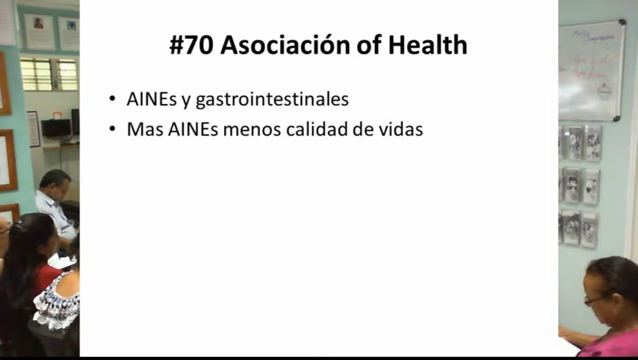 #70 Asociación of Health
• AINEs y gastrointestinales
• Mas AINEs menos calidad de vidas